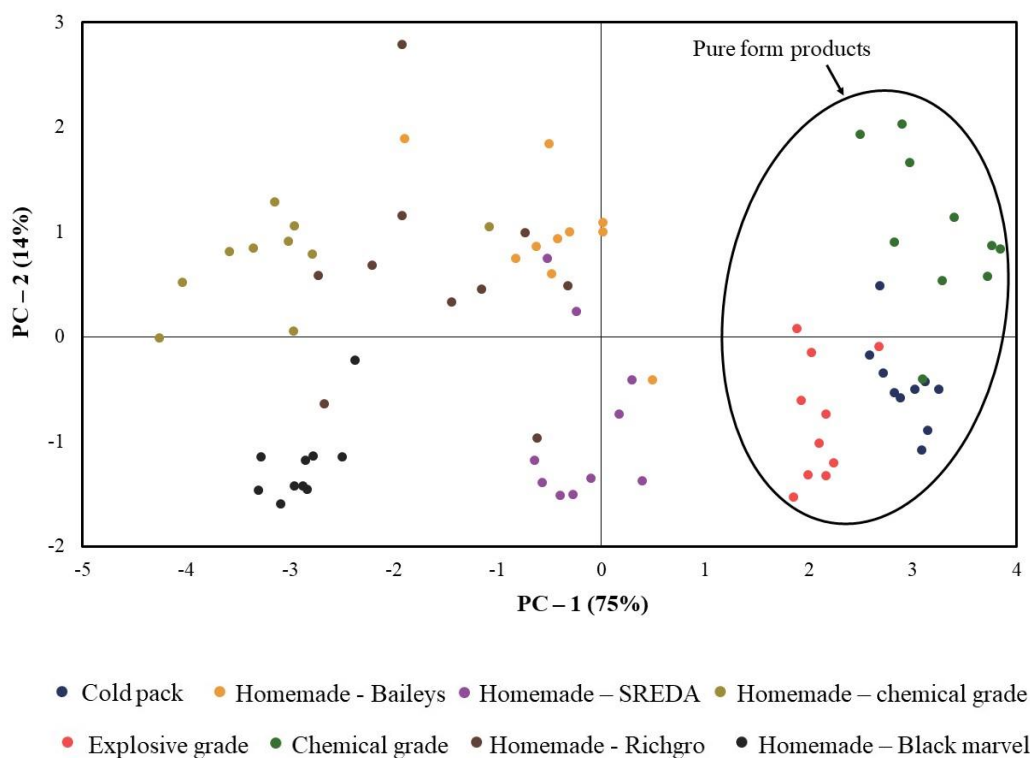 Pure form products
3
2
1
0
-1
-2
-5 -4 -3 -2 -1 0 1 2 3 4
PC – 2 (14%)
PC – 1 (75%)
Cold pack Homemade - Baileys Homemade – SREDA Homemade – chemical grade
Explosive grade Chemical grade Homemade - Richgro Homemade – Black marvel